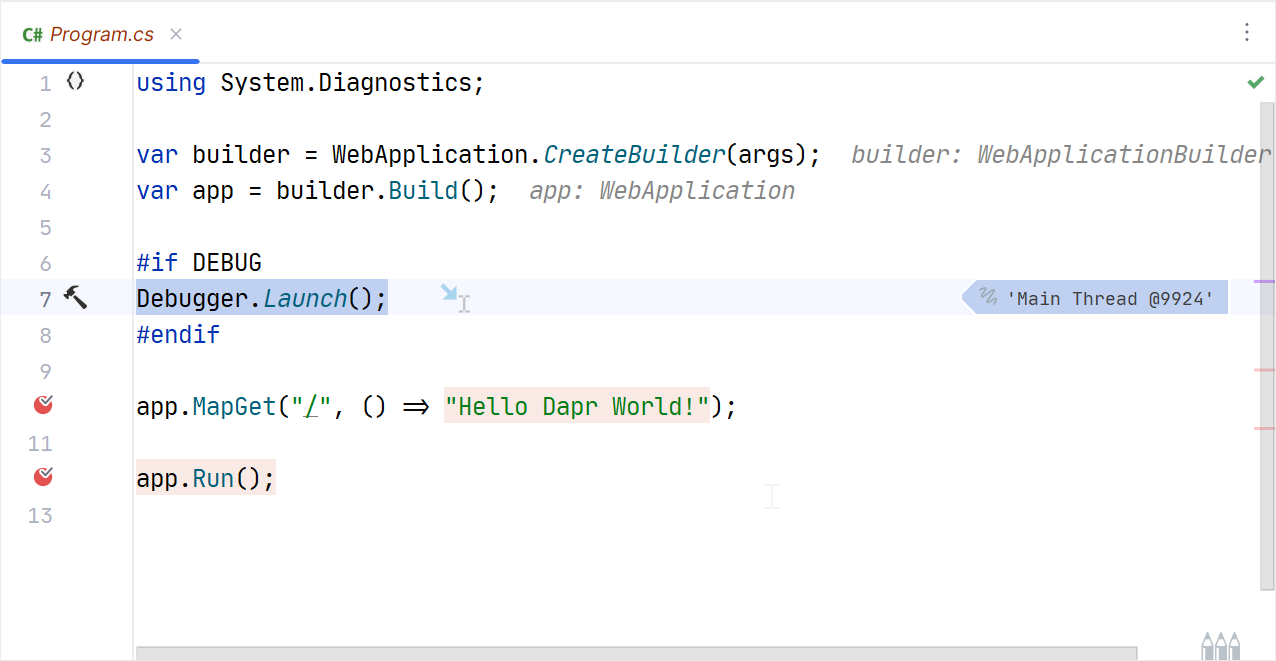 C# Program.cs
1 using System.Diagnostics;
2
3 var builder = WebApplication.CreateBuilder(args); builder: WebApplicationBuilder
4 var app = builder.Build(); app: WebApplication
5
6 #if DEBUG
7 Debugger.Launch(); 'Main Thread @9924'
8 #endif
9
app.MapGet("/", () => "Hello Dapr World!");
11
app.Run();
13